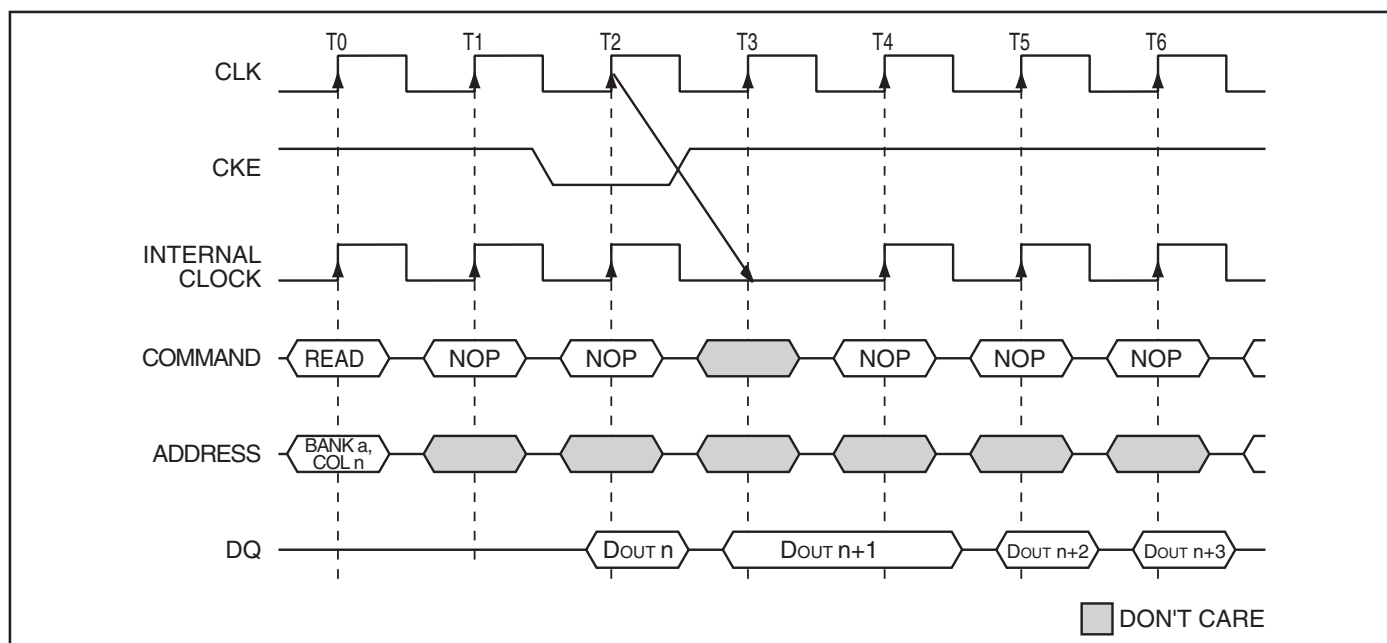 T0 T1 T2 T3 T4 T5 T6
CLK
CKE
INTERNAL
CLOCK
COMMAND READ NOP NOP NOP NOP NOP
ADDRESS BANK a,
COL n
DQ DOUT n DOUT n+1 DOUT n+2 DOUT n+3
DON'T CARE